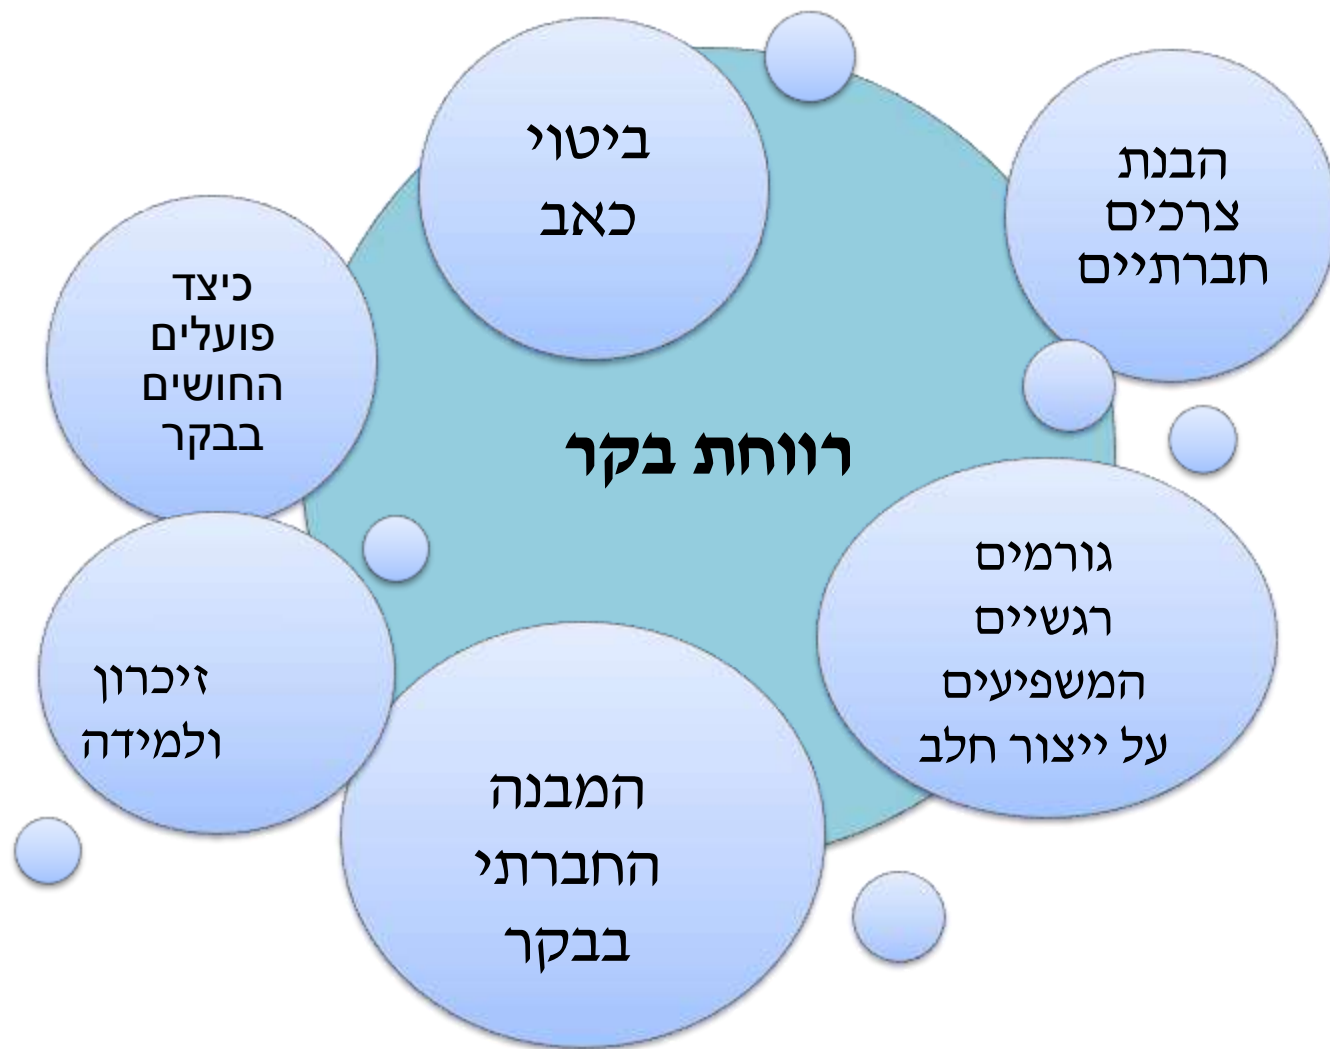 ביטוי
כאב
הבנת
צרכים
חברתיים
כיצד
פועלים
החושים
בבקר
רווחת בקר
גורמים
רגשיים
המשפיעים
על ייצור חלב
זיכרון
ולמידה
המבנה
החברתי
בבקר